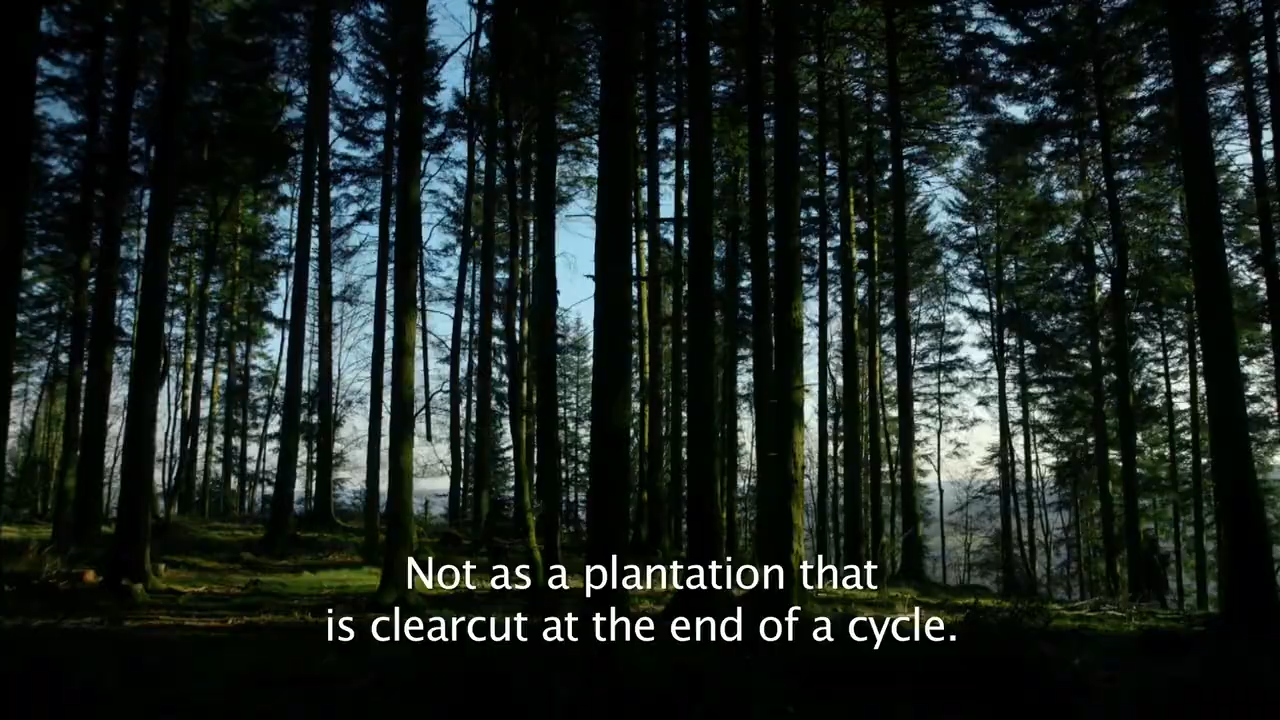 Not as a plantation that
is clearcut at the end of a cycle.